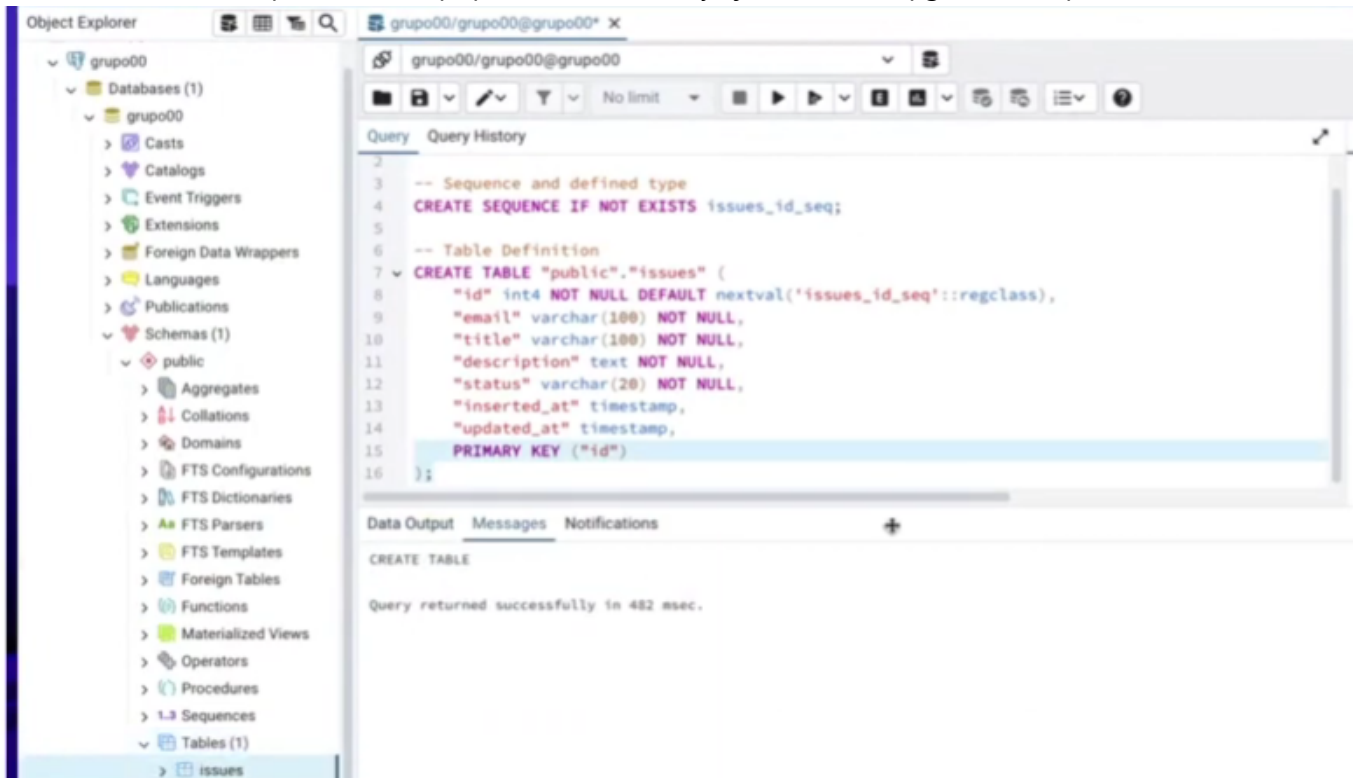 Object Explorer
grupo00
Databases (1)
grupo00
Casts
Catalogs
Event Triggers
Extensions
Foreign Data Wrappers
Languages
Publications
Schemas (1)
public
Aggregates
Collations
Domains
FTS Configurations
FTS Dictionaries
FTS Parsers
FTS Templates
Foreign Tables
Functions
Materialized Views
Operators
Procedures
1..3 Sequences
Tables (1)
issues
grupo00/grupo00@grupo00*
grupo00/grupo00@grupo00
No limit
Query Query History
2
3 -- Sequence and defined type
4 CREATE SEQUENCE IF NOT EXISTS issues_id_seq;
5
6 -- Table Definition
7 CREATE TABLE "public"."issues" (
8 "id" int4 NOT NULL DEFAULT nextval('issues_id_seq'::regclass),
9 "email" varchar(100) NOT NULL,
10 "title" varchar(100) NOT NULL,
11 "description" text NOT NULL,
12 "status" varchar(20) NOT NULL,
13 "inserted_at" timestamp,
14 "updated_at" timestamp,
15 PRIMARY KEY ("id")
16 );
Data Output Messages Notifications
CREATE TABLE
Query returned successfully in 482 msec.